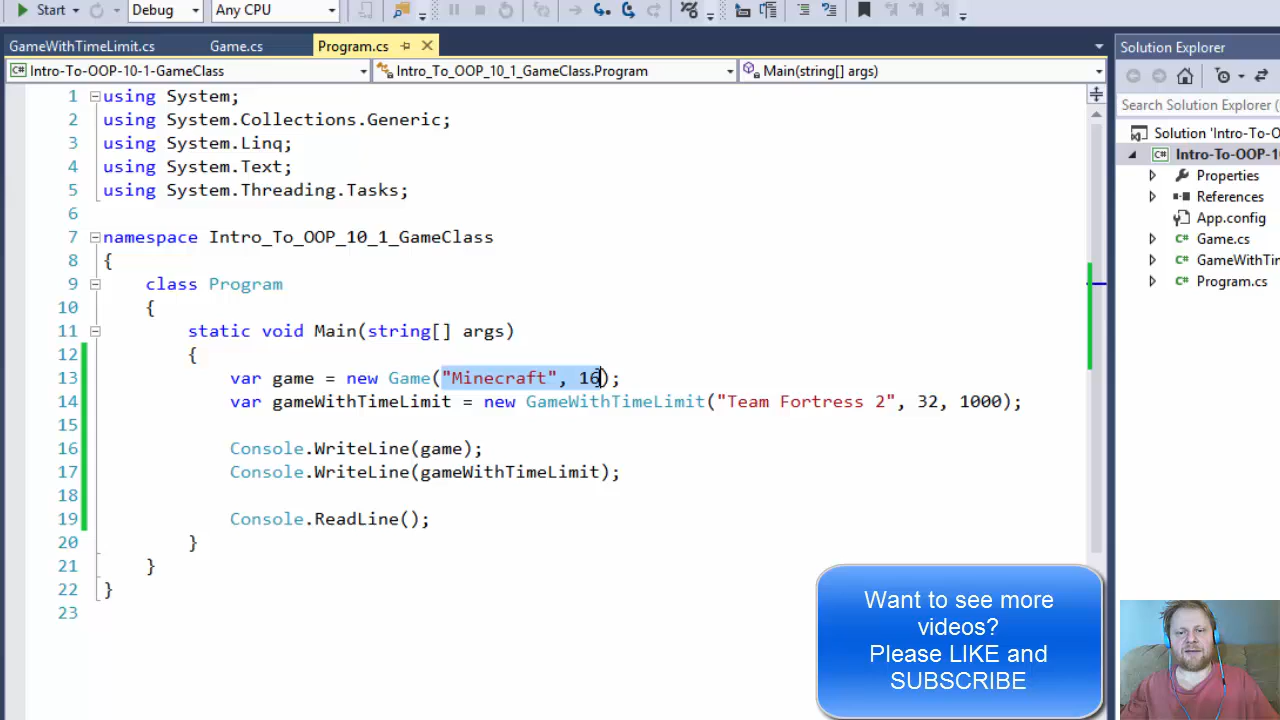 Start Debug Any CPU
GameWithTimeLimit.cs Game.cs Program.cs
Intro-To-OOP-10-1-GameClass Intro_To_OOP_10_1_GameClass.Program Main(string[] args)
1 using System;
2 using System.Collections.Generic;
3 using System.Linq;
4 using System.Text;
5 using System.Threading.Tasks;
6
7 namespace Intro_To_OOP_10_1_GameClass
8 {
9 class Program
10 {
11 static void Main(string[] args)
12 {
13 var game = new Game("Minecraft", 16);
14 var gameWithTimeLimit = new GameWithTimeLimit("Team Fortress 2", 32, 1000);
15
16 Console.WriteLine(game);
17 Console.WriteLine(gameWithTimeLimit);
18
19 Console.ReadLine();
20 }
21 }
22 }
23
Solution Explorer
Search Solution Explorer (
Solution 'Intro-To-O
C# Intro-To-OOP-10
Properties
References
App.config
C# Game.cs
C# GameWithTim
C# Program.cs
Want to see more
videos?
Please LIKE and
SUBSCRIBE